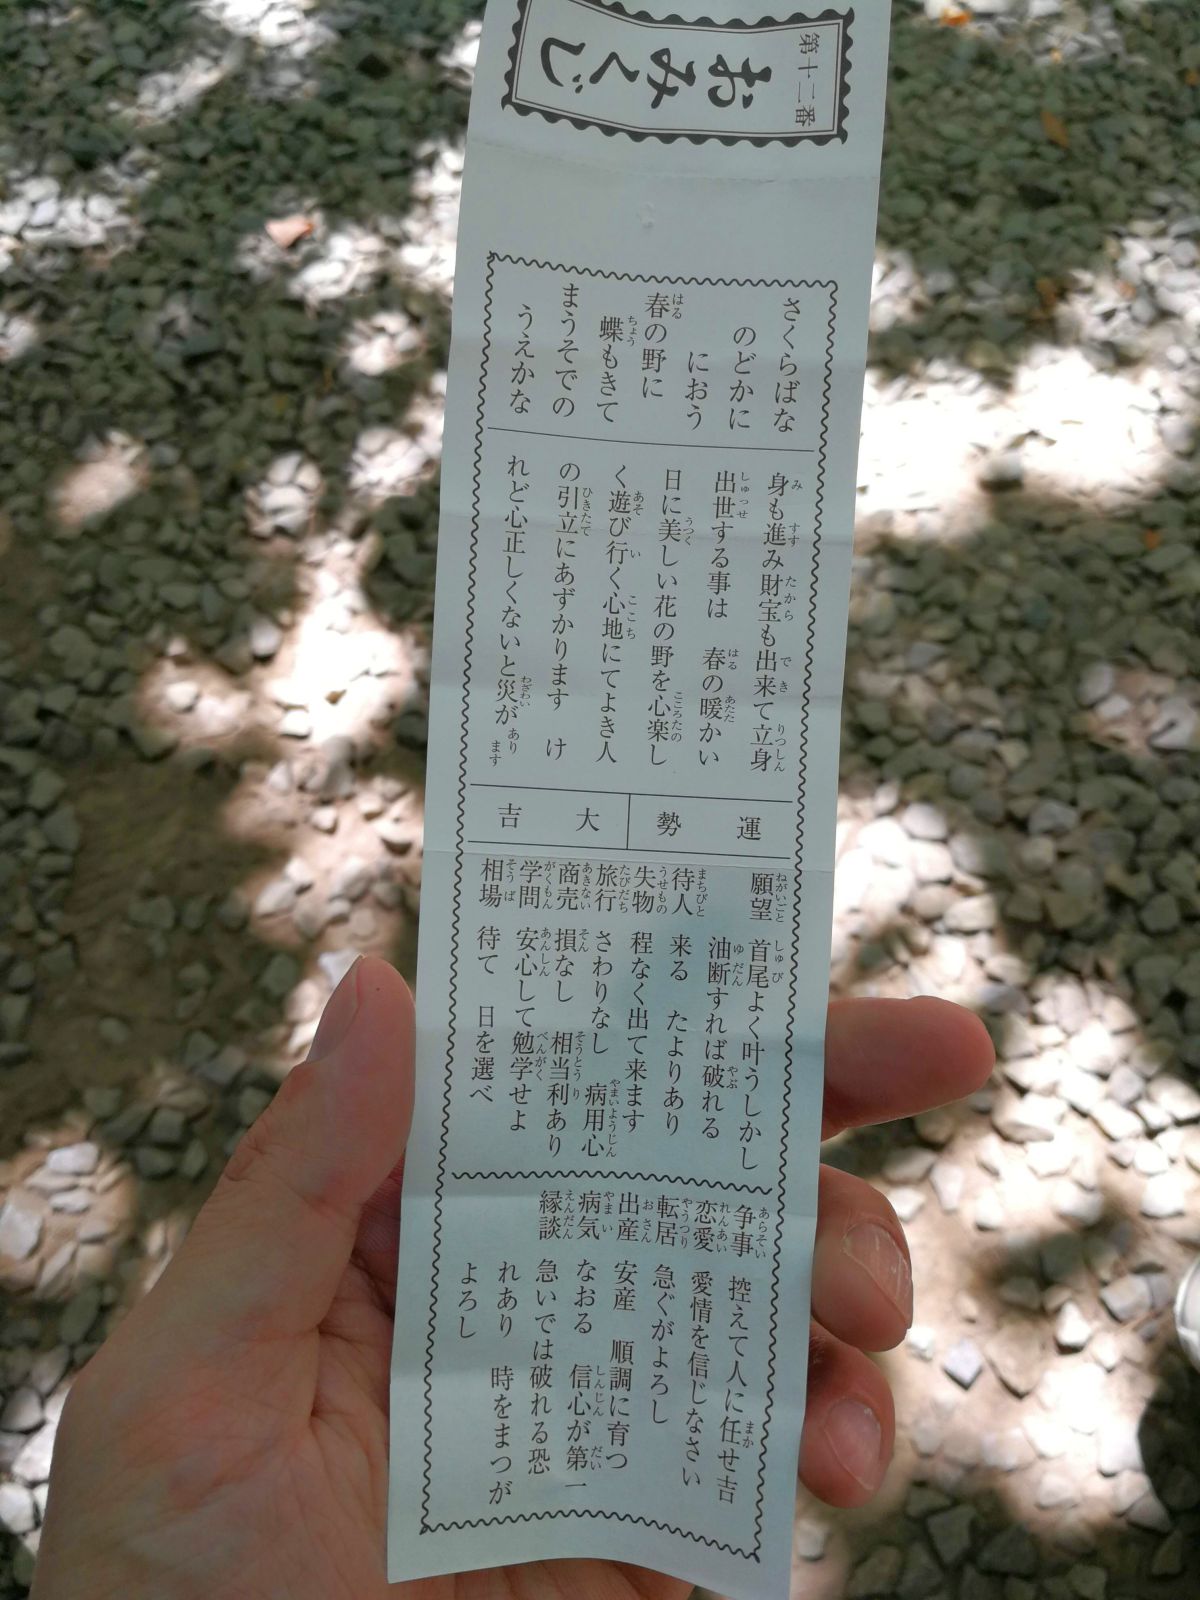 第十二番
おみくじ
さくらばな
のどかに
におう
春の野に
蝶もきて
まうそでの
うえかな
身も進み財宝も出来て立身
出世する事は 春の暖かい
日に美しい花の野を心楽し
く遊び行く心地にてよき人
の引立にあずかります け
れど心正しくないと災があります
運勢 大吉
願望 首尾よく叶うしかし
油断すれば破れる
待人 来る たよりあり
失物 程なく出て来ます
旅行 さわりなし 病用心
商売 損なし 相当利あり
学問 安心して勉学せよ
相場 待て 日を選べ
争事 控えて人に任せ吉
恋愛 愛情を信じなさい
転居 急ぐがよろし
出産 安産 順調に育つ
病気 なおる 信心が第一
縁談 急いでは破れる恐
れあり 時をまつが
よろし